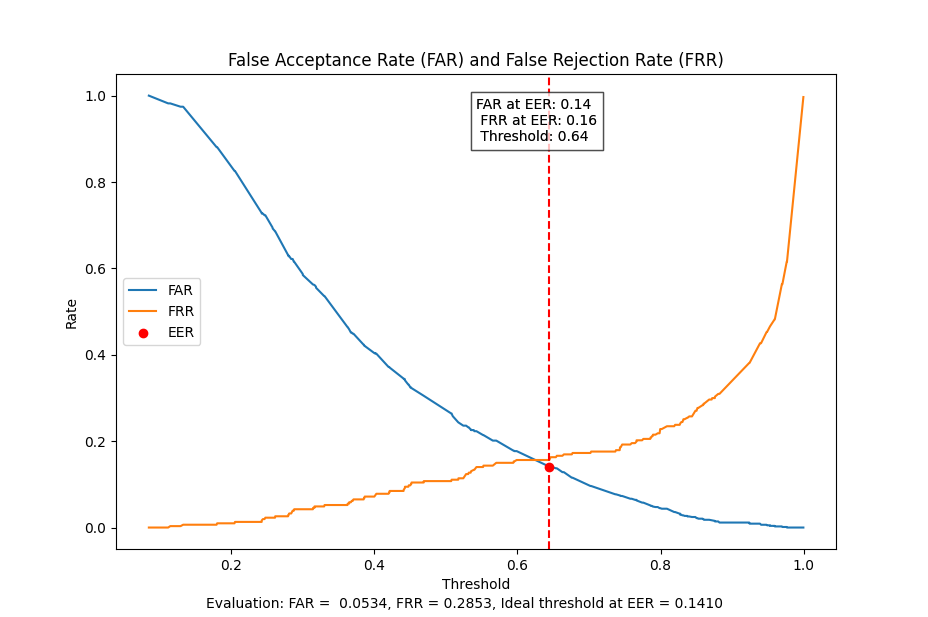 False Acceptance Rate (FAR) and False Rejection Rate (FRR)
FAR at EER: 0.14
FRR at EER: 0.16
Threshold: 0.64
1.0
0.8
0.6
0.4
0.2
0.0
Rate
FAR
FRR
EER
0.2 0.4 0.6 0.8 1.0
Threshold
Evaluation: FAR =  0.0534, FRR = 0.2853, Ideal threshold at EER = 0.1410